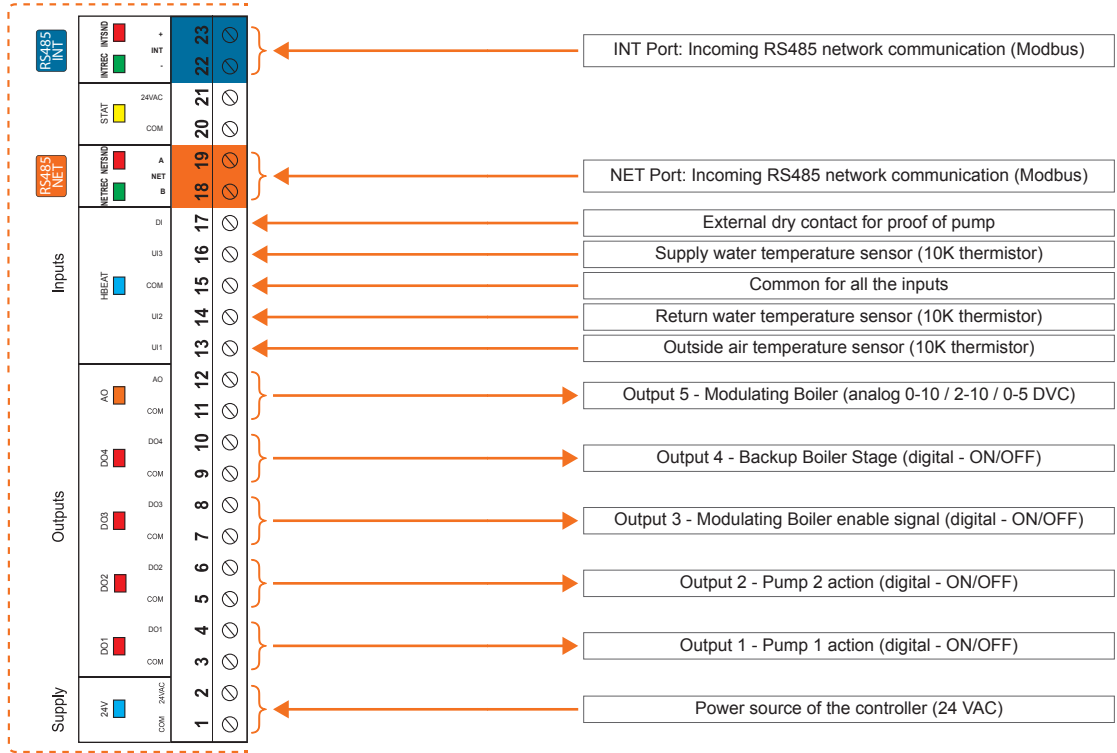 RS485
INT
INTREC INTSND
+
INT
-
23
22
INT Port: Incoming RS485 network communication (Modbus)
STAT
24VAC
COM
21
20
RS485
NET
NETREC NETSND
A
NET
B
19
18
NET Port: Incoming RS485 network communication (Modbus)
Inputs
HBEAT
DI
17
External dry contact for proof of pump
UI3
16
Supply water temperature sensor (10K thermistor)
COM
15
Common for all the inputs
UI2
14
Return water temperature sensor (10K thermistor)
UI1
13
Outside air temperature sensor (10K thermistor)
Outputs
AO
AO
COM
12
11
Output 5 - Modulating Boiler (analog 0-10 / 2-10 / 0-5 DVC)
DO4
DO4
COM
10
9
Output 4 - Backup Boiler Stage (digital - ON/OFF)
DO3
DO3
COM
8
7
Output 3 - Modulating Boiler enable signal (digital - ON/OFF)
DO2
DO2
COM
6
5
Output 2 - Pump 2 action (digital - ON/OFF)
DO1
DO1
COM
4
3
Output 1 - Pump 1 action (digital - ON/OFF)
Supply
24V
COM 24VAC
2
1
Power source of the controller (24 VAC)